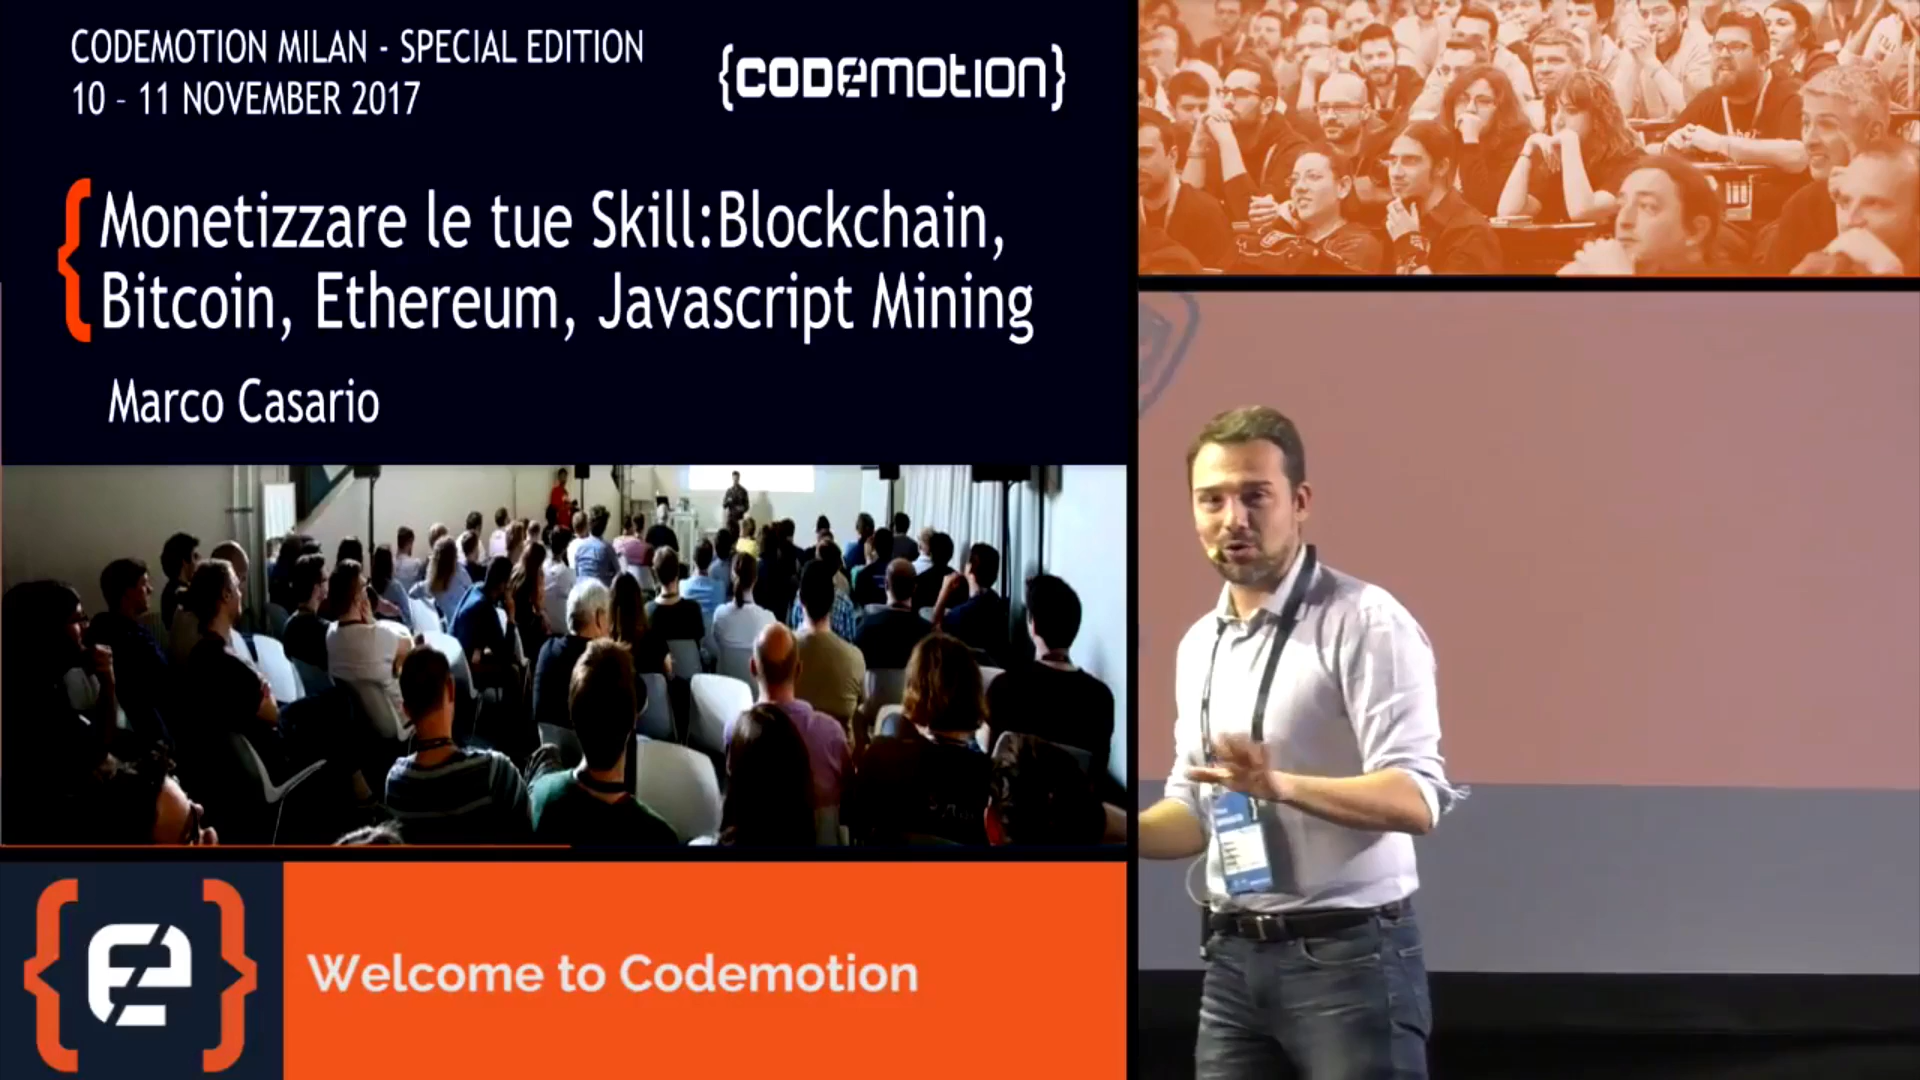 CODEMOTION MILAN - SPECIAL EDITION
10 - 11 NOVEMBER 2017
{CODEMOTION}
Monetizzare le tue Skill:Blockchain,
Bitcoin, Ethereum, Javascript Mining
Marco Casario
Welcome to Codemotion